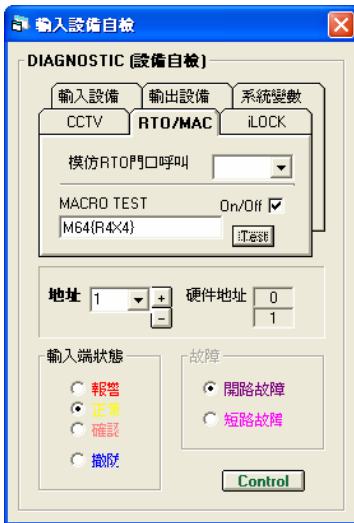 輸入設備自檢
DIAGNOSTIC (設備自檢)
輸入設備 輸出設備 系統變數
CCTV RTO/MAC iLOCK
模仿RTO門口呼叫
MACRO TEST On/Off
M64{R4X4} Test
地址 1 + 硬件地址 0
− 1
輸入端狀態 故障
報警 開路故障
正常
確認 短路故障
撤防
Control